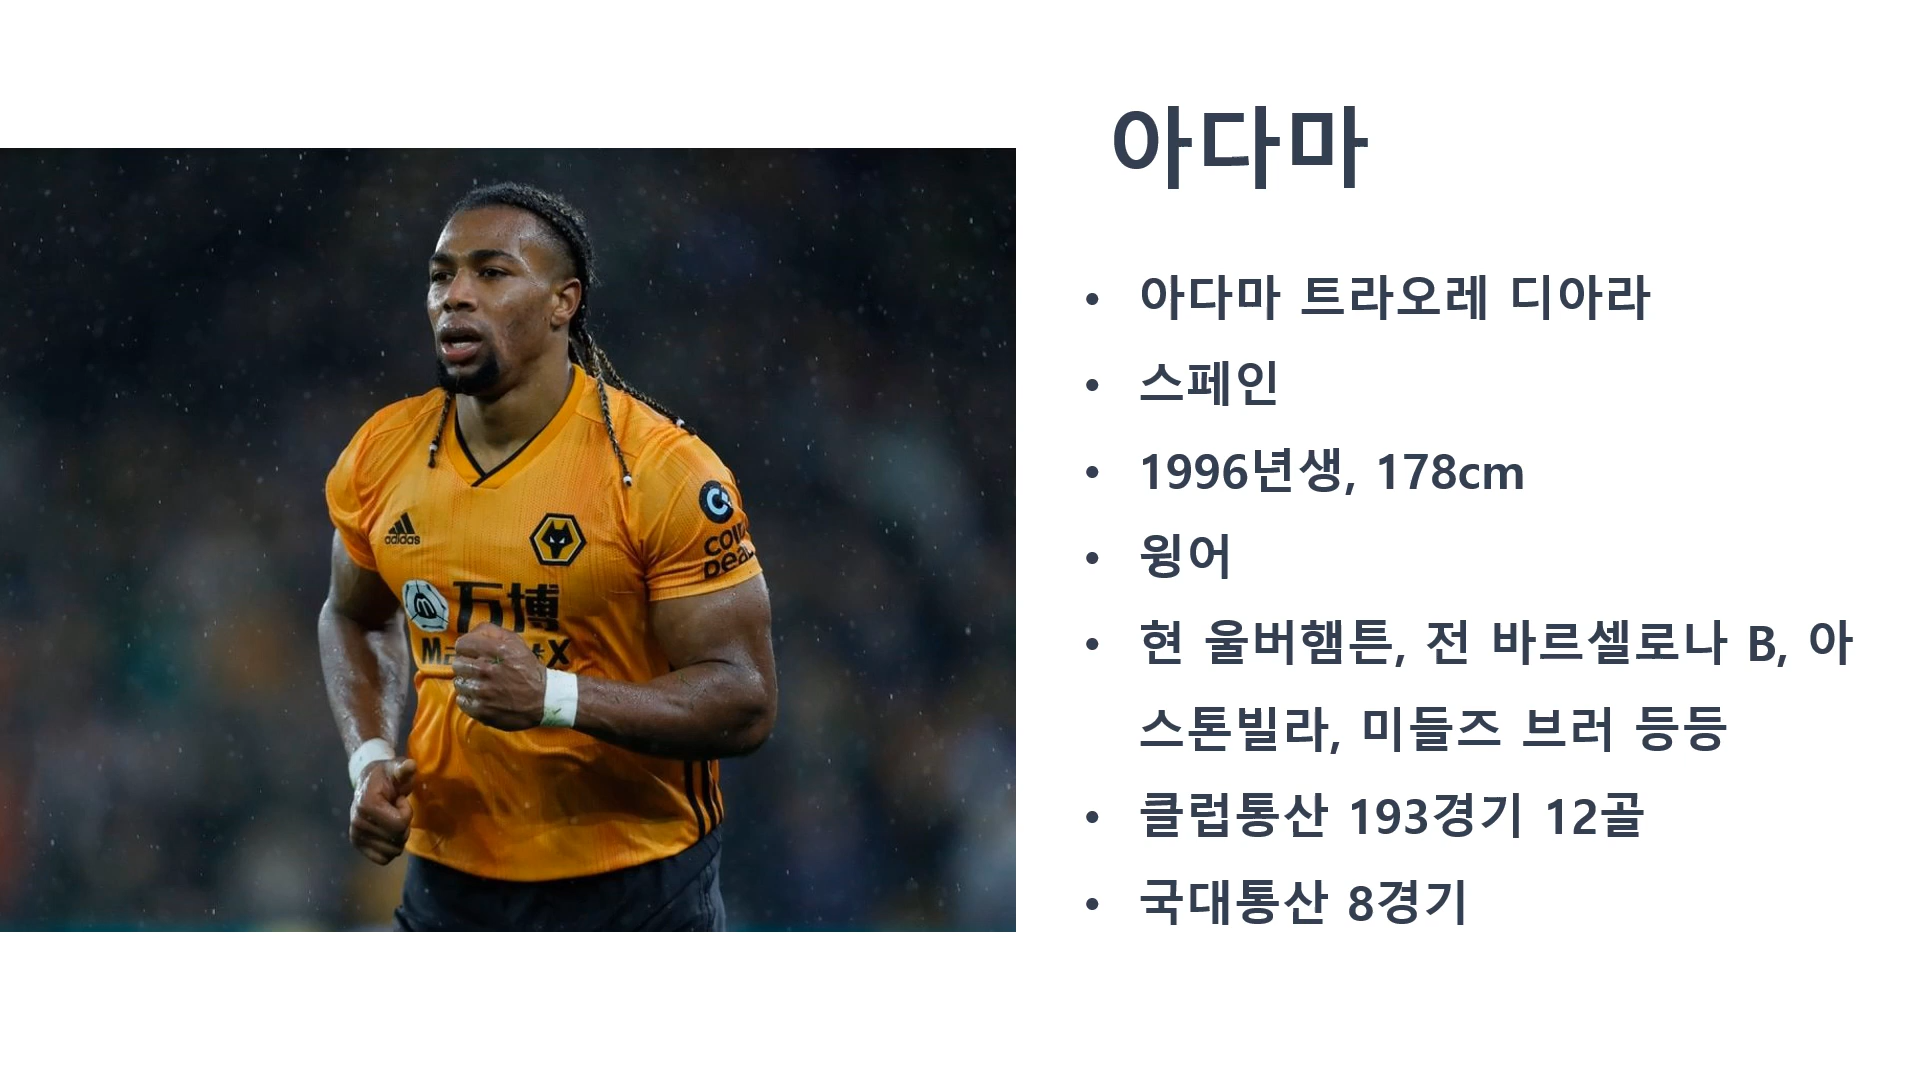 아다마
• 아다마 트라오레 디아라
• 스페인
• 1996년생, 178cm
• 윙어
• 현 울버햄튼, 전 바르셀로나 B, 아
스톤빌라, 미들즈 브러 등등
• 클럽통산 193경기 12골
• 국대통산 8경기
adidas
万博